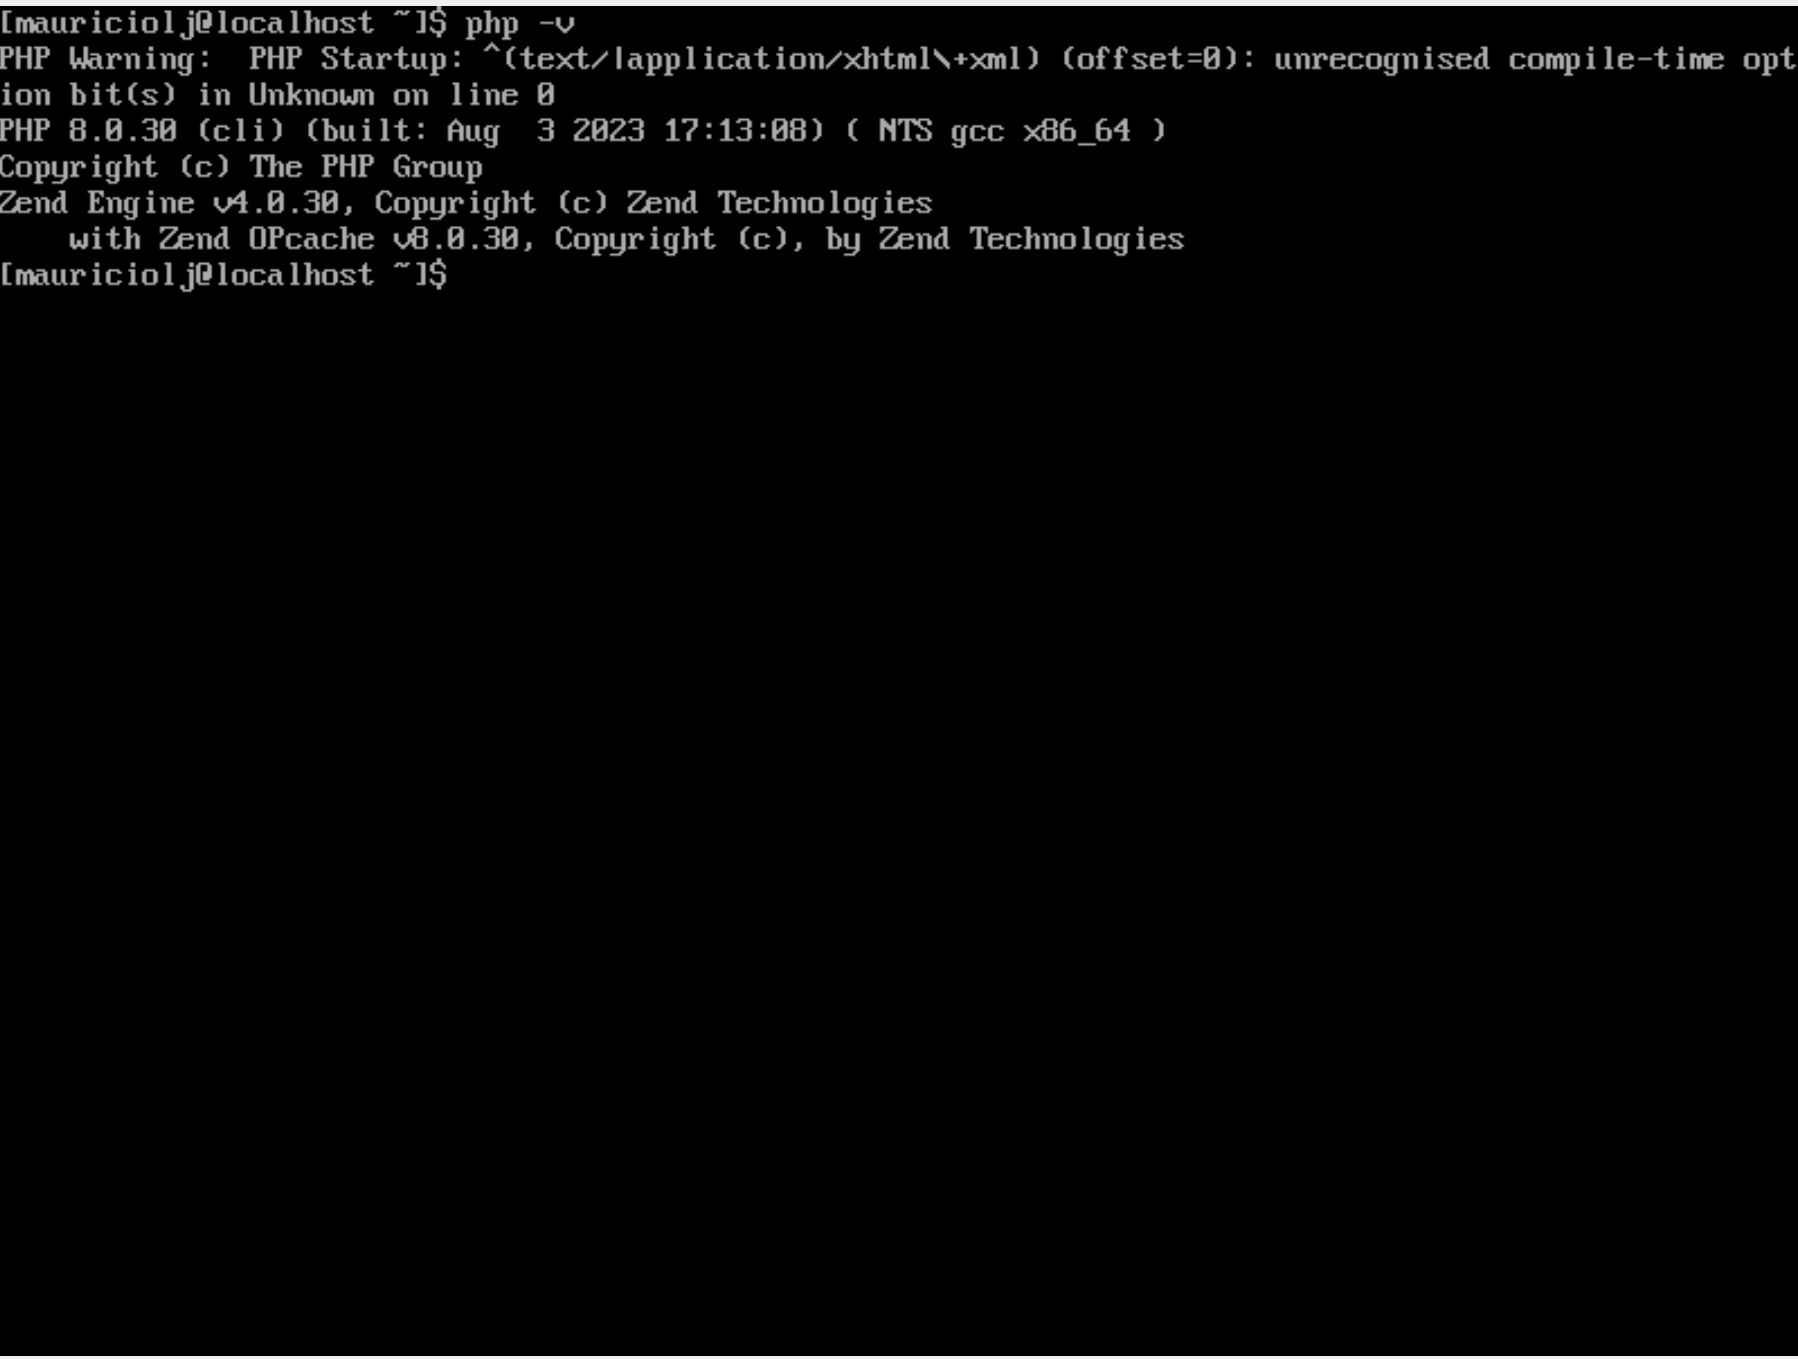 [mauriciolj@localhost ~]$ php -v
PHP Warning:  PHP Startup: ^(text/|application/xhtml\+xml) (offset=0): unrecognised compile-time opt
ion bit(s) in Unknown on line 0
PHP 8.0.30 (cli) (built: Aug  3 2023 17:13:08) ( NTS gcc x86_64 )
Copyright (c) The PHP Group
Zend Engine v4.0.30, Copyright (c) Zend Technologies
    with Zend OPcache v8.0.30, Copyright (c), by Zend Technologies
[mauriciolj@localhost ~]$